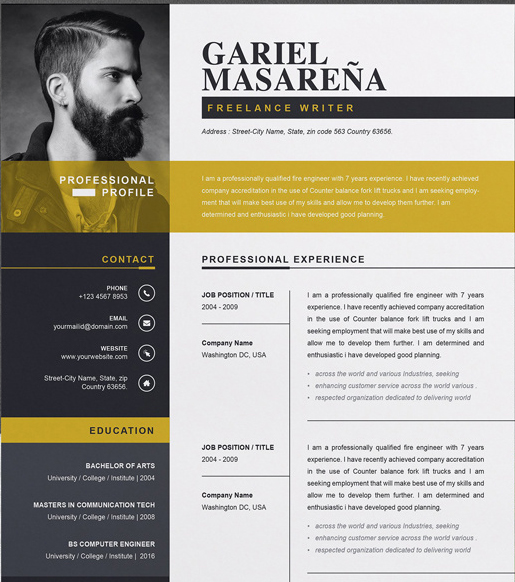 GARIEL
MASAREÑA
FREELANCE WRITER
Address : Street-City Name, State, zin code 563 Country 63656.
PROFESSIONAL
PROFILE
I am a professionally qualified fire engineer with 7 years experience. I have recently achieved
company accreditation in the use of Counter balance fork lift trucks and I am seeking employ-
ment that will make best use of my skills and allow me to develop them further. I am
determined and enthusiastic i have developed good planning.
CONTACT
PHONE
+123 4567 8953
EMAIL
yourmailid@domain.com
WEBSITE
www.yourwebsite.com
Street-City Name, State, zip
Country 63656.
EDUCATION
BACHELOR OF ARTS
University / College / Institute | 2004
MASTERS IN COMMUNICATION TECH
University / College / Institute | 2008
BS COMPUTER ENGINEER
University / College / Institute | 2016
PROFESSIONAL EXPERIENCE
JOB POSITION / TITLE
2004 - 2009
Company Name
Washington DC, USA
I am a professionally qualified fire engineer with 7 years
experience. I have recently achieved company accreditation
in the use of Counter balance fork lift trucks and I am
seeking employment that will make best use of my skills and
allow me to develop them further. I am determined and
enthusiastic i have developed good planning.
• across the world and various Industries, seeking
• enhancing customer service across the world various .
• respected organization dedicated to delivering world
JOB POSITION / TITLE
2004 - 2009
Company Name
Washington DC, USA
I am a professionally qualified fire engineer with 7 years
experience. I have recently achieved company accreditation
in the use of Counter balance fork lift trucks and I am
seeking employment that will make best use of my skills and
allow me to develop them further. I am determined and
enthusiastic i have developed good planning.
• across the world and various Industries, seeking
• enhancing customer service across the world various .
• respected organization dedicated to delivering world